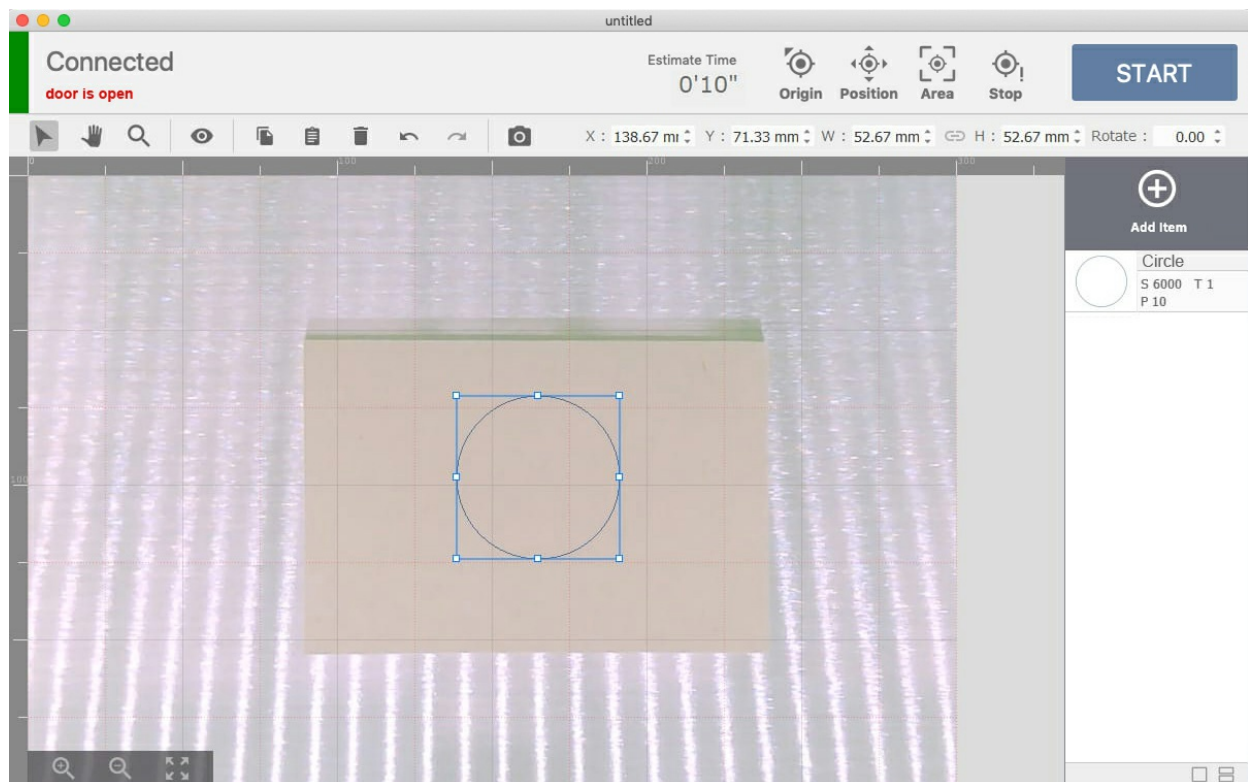 untitled
Connected
door is open
Estimate Time
0'10"
Origin
Position
Area
Stop
START
X : 138.67 mm
Y : 71.33 mm
W : 52.67 mm
H : 52.67 mm
Rotate : 0.00
0
100
200
300
100
Add Item
Circle
S 6000 T 1
P 10